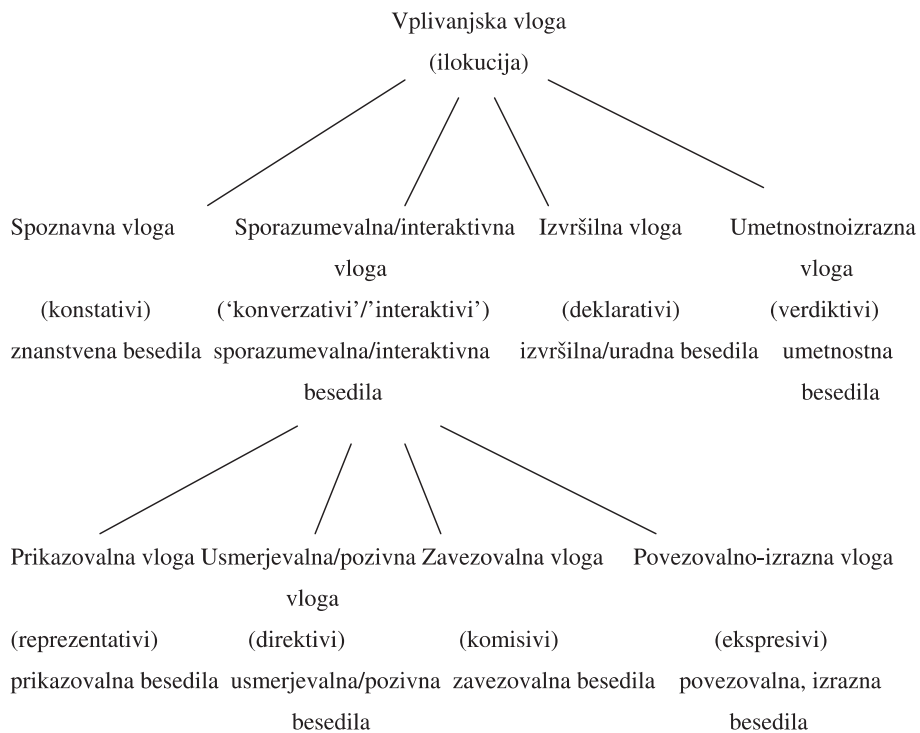 Vplivanjska vloga
(ilokucija)
Spoznavna vloga Sporazumevalna/interaktivna Izvršilna vloga Umetnostnoizrazna
vloga vloga
(konstativi) (‘konverzativi’/’interaktivi’) (deklarativi) (verdiktivi)
znanstvena besedila sporazumevalna/interaktivna izvršilna/uradna besedila umetnostna
besedila besedila
Prikazovalna vloga Usmerjevalna/pozivna Zavezovalna vloga Povezovalno-izrazna vloga
vloga
(reprezentativi) (direktivi) (komisivi) (ekspresivi)
prikazovalna besedila usmerjevalna/pozivna zavezovalna besedila povezovalna, izrazna
besedila besedila